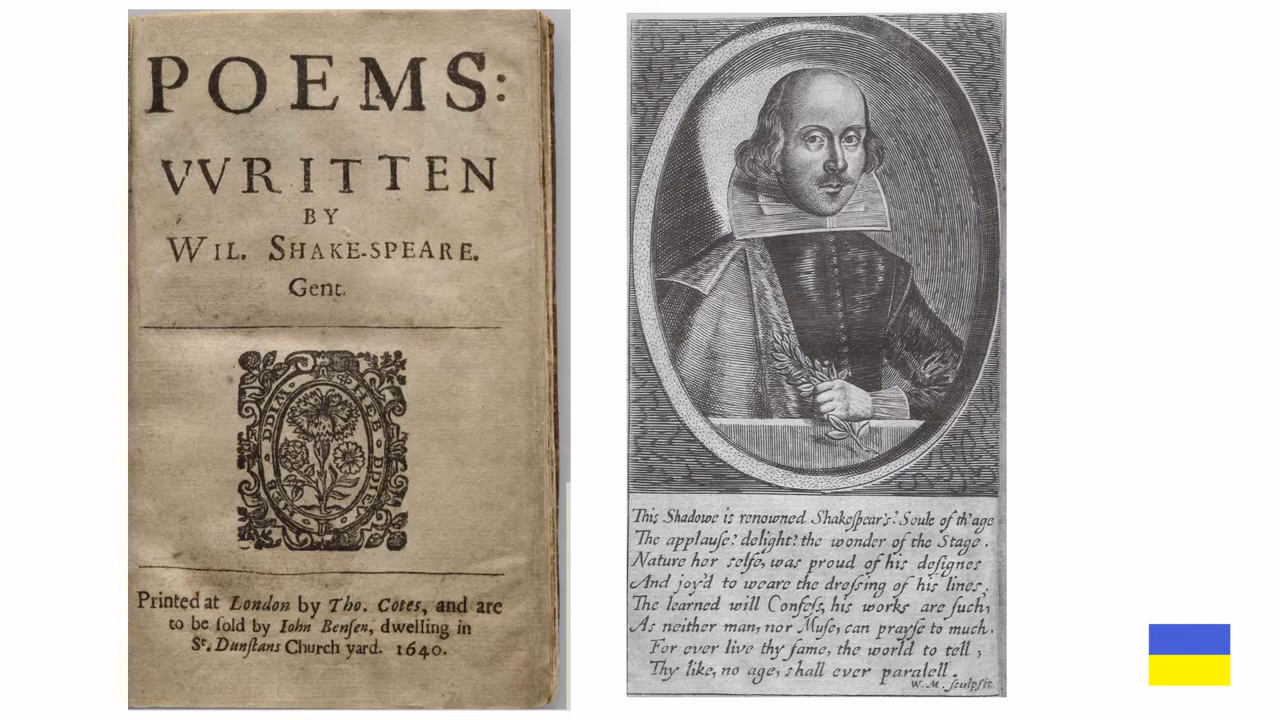 POEMS:
VVRITTEN
BY
WIL. SHAKE-SPEARE.
Gent.
HEB · DDIEU · HEB · DDIM ·
Printed at London by Tho. Cotes, and are
to be ſold by Iohn Benſon, dwelling in
Sᵗ. Dunſtans Church yard. 1640.
This Shadowe is renowned Shakeſpear's? Soule of th'age
The applauſe? delight? the wonder of the Stage.
Nature her selfe, was proud of his deſignes
And joy'd to weare the dreſſing of his lines;
The learned will Confeſs, his works are ſuch,
As neither man, nor Muſe, can prayſe to much.
For ever live thy fame, the world to tell,
Thy like, no age, shall ever paralell.
W.M. ſculpſit.